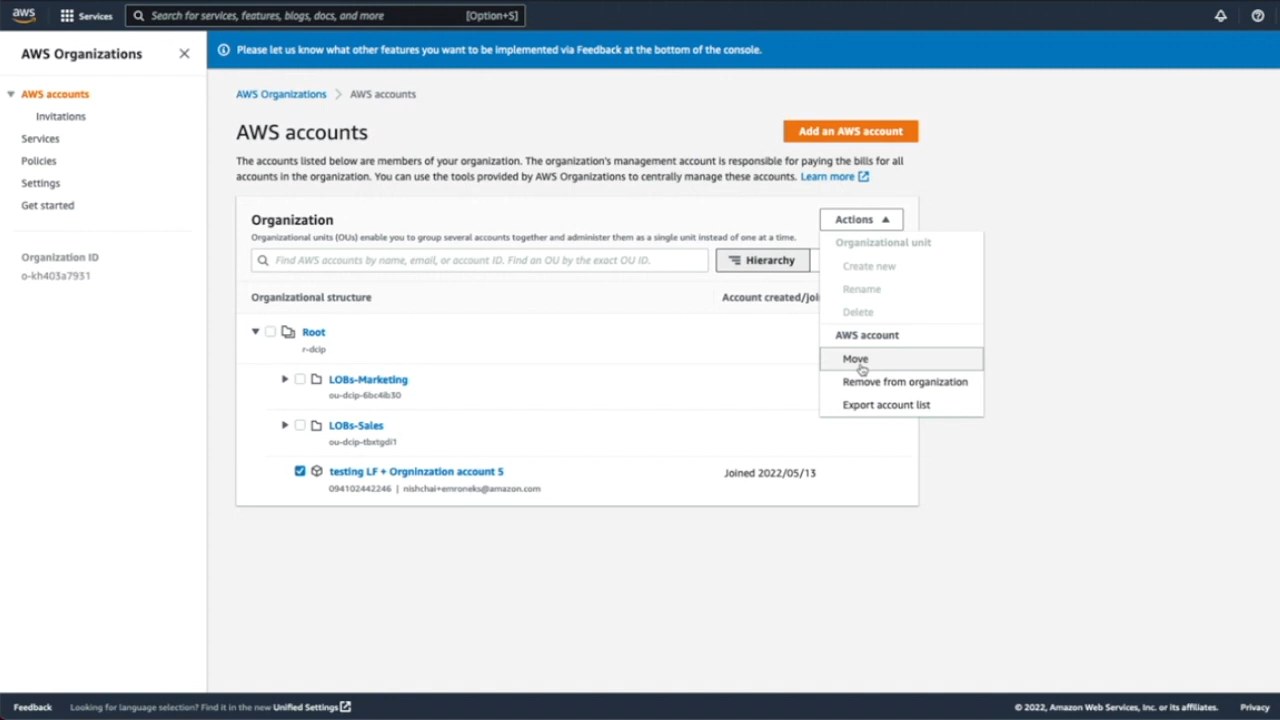 aws Services Search for services, features, blogs, docs, and more [Option+S]
AWS Organizations
Please let us know what other features you want to be implemented via Feedback at the bottom of the console.
AWS accounts
Invitations
Services
Policies
Settings
Get started
Organization ID
o-kh403a7931
AWS Organizations AWS accounts
AWS accounts
Add an AWS account
The accounts listed below are members of your organization. The organization's management account is responsible for paying the bills for all
accounts in the organization. You can use the tools provided by AWS Organizations to centrally manage these accounts. Learn more
Organization
Actions
Organizational units (OUs) enable you to group several accounts together and administer them as a single unit instead of one at a time.
Find AWS accounts by name, email, or account ID. Find an OU by the exact OU ID.
Hierarchy
Organizational structure
Account created/joi
Root
r-dcip
LOBs-Marketing
ou-dcip-6bc4ib30
LOBs-Sales
ou-dcip-tbxtgdi1
testing LF + Orgninzation account 5
094102442246 | nishchai+emroneks@amazon.com
Joined 2022/05/13
Organizational unit
Create new
Rename
Delete
AWS account
Move
Remove from organization
Export account list
Feedback Looking for language selection? Find it in the new Unified Settings
© 2022, Amazon Web Services, Inc. or its affiliates. Privacy